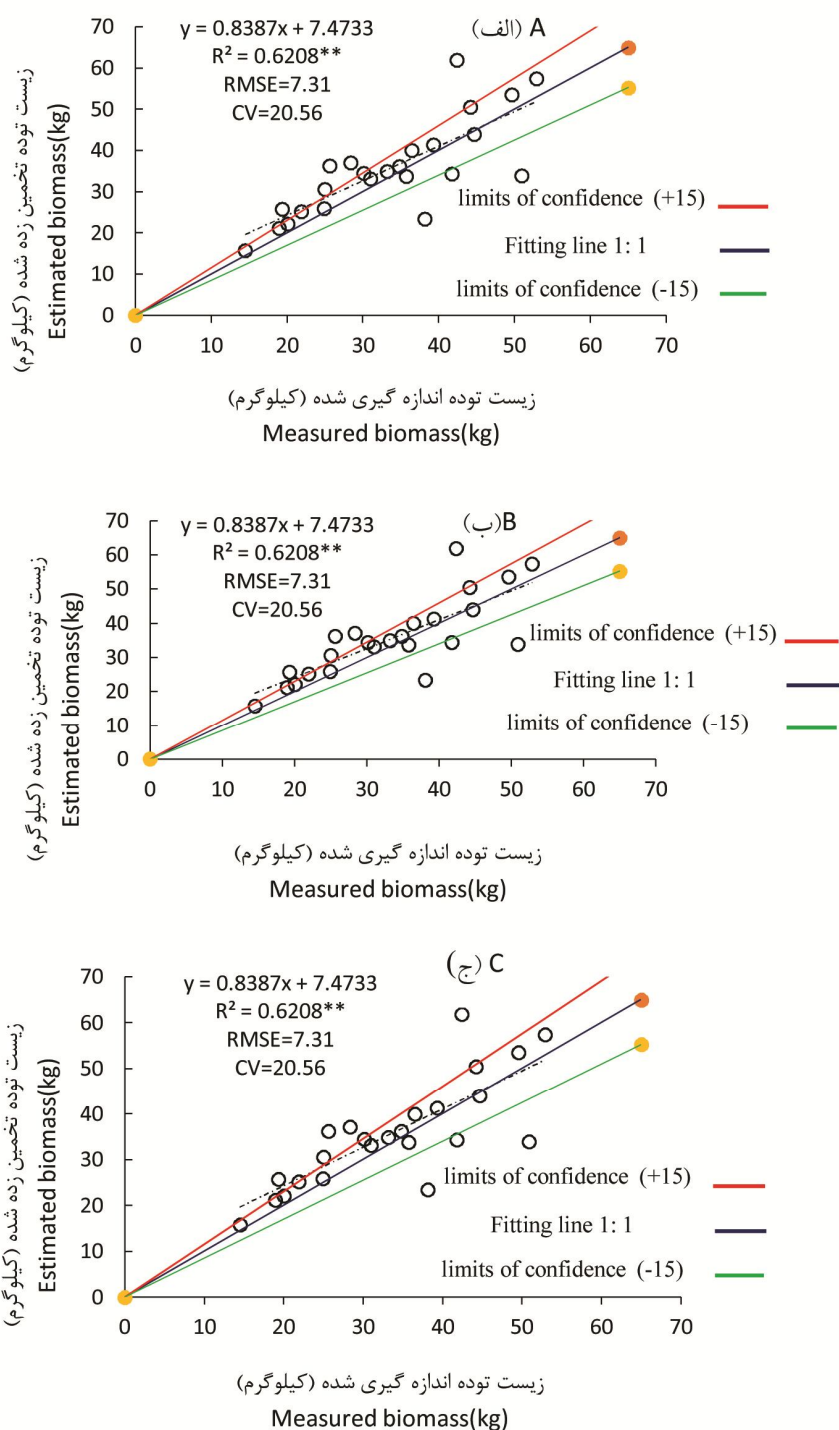 A (الف)
y = 0.8387x + 7.4733
R² = 0.6208**
RMSE=7.31
CV=20.56
70
60
50
40
30
20
10
0
زیست توده تخمین زده شده (کیلوگرم)
Estimated biomass(kg)
limits of confidence (+15)
Fitting line 1: 1
limits of confidence (-15)
0 10 20 30 40 50 60 70
زیست توده اندازه گیری شده (کیلوگرم)
Measured biomass(kg)
B(ب)
y = 0.8387x + 7.4733
R² = 0.6208**
RMSE=7.31
CV=20.56
70
60
50
40
30
20
10
0
زیست توده تخمین زده شده (کیلوگرم)
Estimated biomass(kg)
limits of confidence (+15)
Fitting line 1: 1
limits of confidence (-15)
0 10 20 30 40 50 60 70
زیست توده اندازه گیری شده (کیلوگرم)
Measured biomass(kg)
C (ج)
y = 0.8387x + 7.4733
R² = 0.6208**
RMSE=7.31
CV=20.56
70
60
50
40
30
20
10
0
زیست توده تخمین زده شده (کیلوگرم)
Estimated biomass(kg)
limits of confidence (+15)
Fitting line 1: 1
limits of confidence (-15)
0 10 20 30 40 50 60 70
زیست توده اندازه گیری شده (کیلوگرم)
Measured biomass(kg)